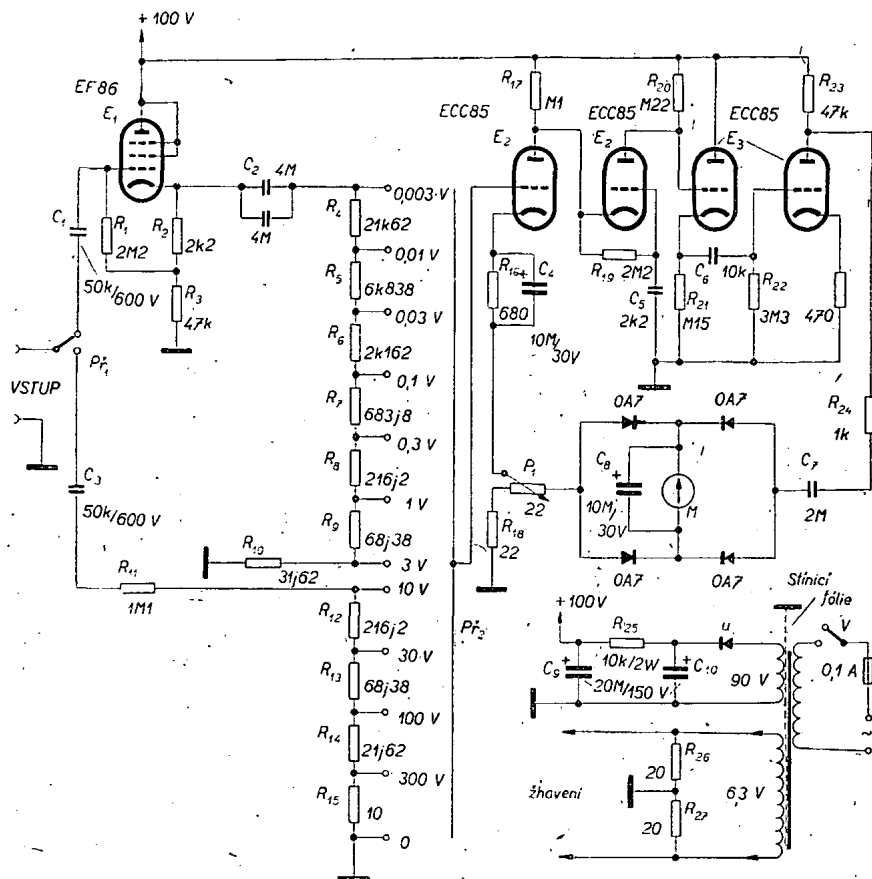 + 100 V
EF 86
E1
C1
50k/600 V
R1
2M2
R2
2k2
R3
47k
C2
4M
4M
Př1
VSTUP
C3
50k/600V
R11
1M1
R10
31j62
R4
21k62
R5
6k838
R6
2k162
R7
683j8
R8
216j2
R9
68j38
R12
216j2
R13
68j38
R14
21j62
R15
10
0,003 V
0,01 V
0,03 V
0,1 V
0,3 V
1 V
3 V
10 V
30 V
100 V
300 V
0
Př2
ECC85
E2
R17
M1
R16
680
C4
10M/
30V
ECC85
E2
R20
M22
R19
2M2
C5
2k2
ECC85
E3
R21
M15
C6
10k
R22
3M3
R23
47k
470
R24
1k
C7
2M
P1
22
R18
22
0A7
0A7
C8
10M/
30V
M
0A7
0A7
+100V
R25
10k/2W
C9
20M/150 V
C10
u
90 V
Stínicí
fólie
V
0,1 A
~
žhavení
R26
20
R27
20
6,3 V